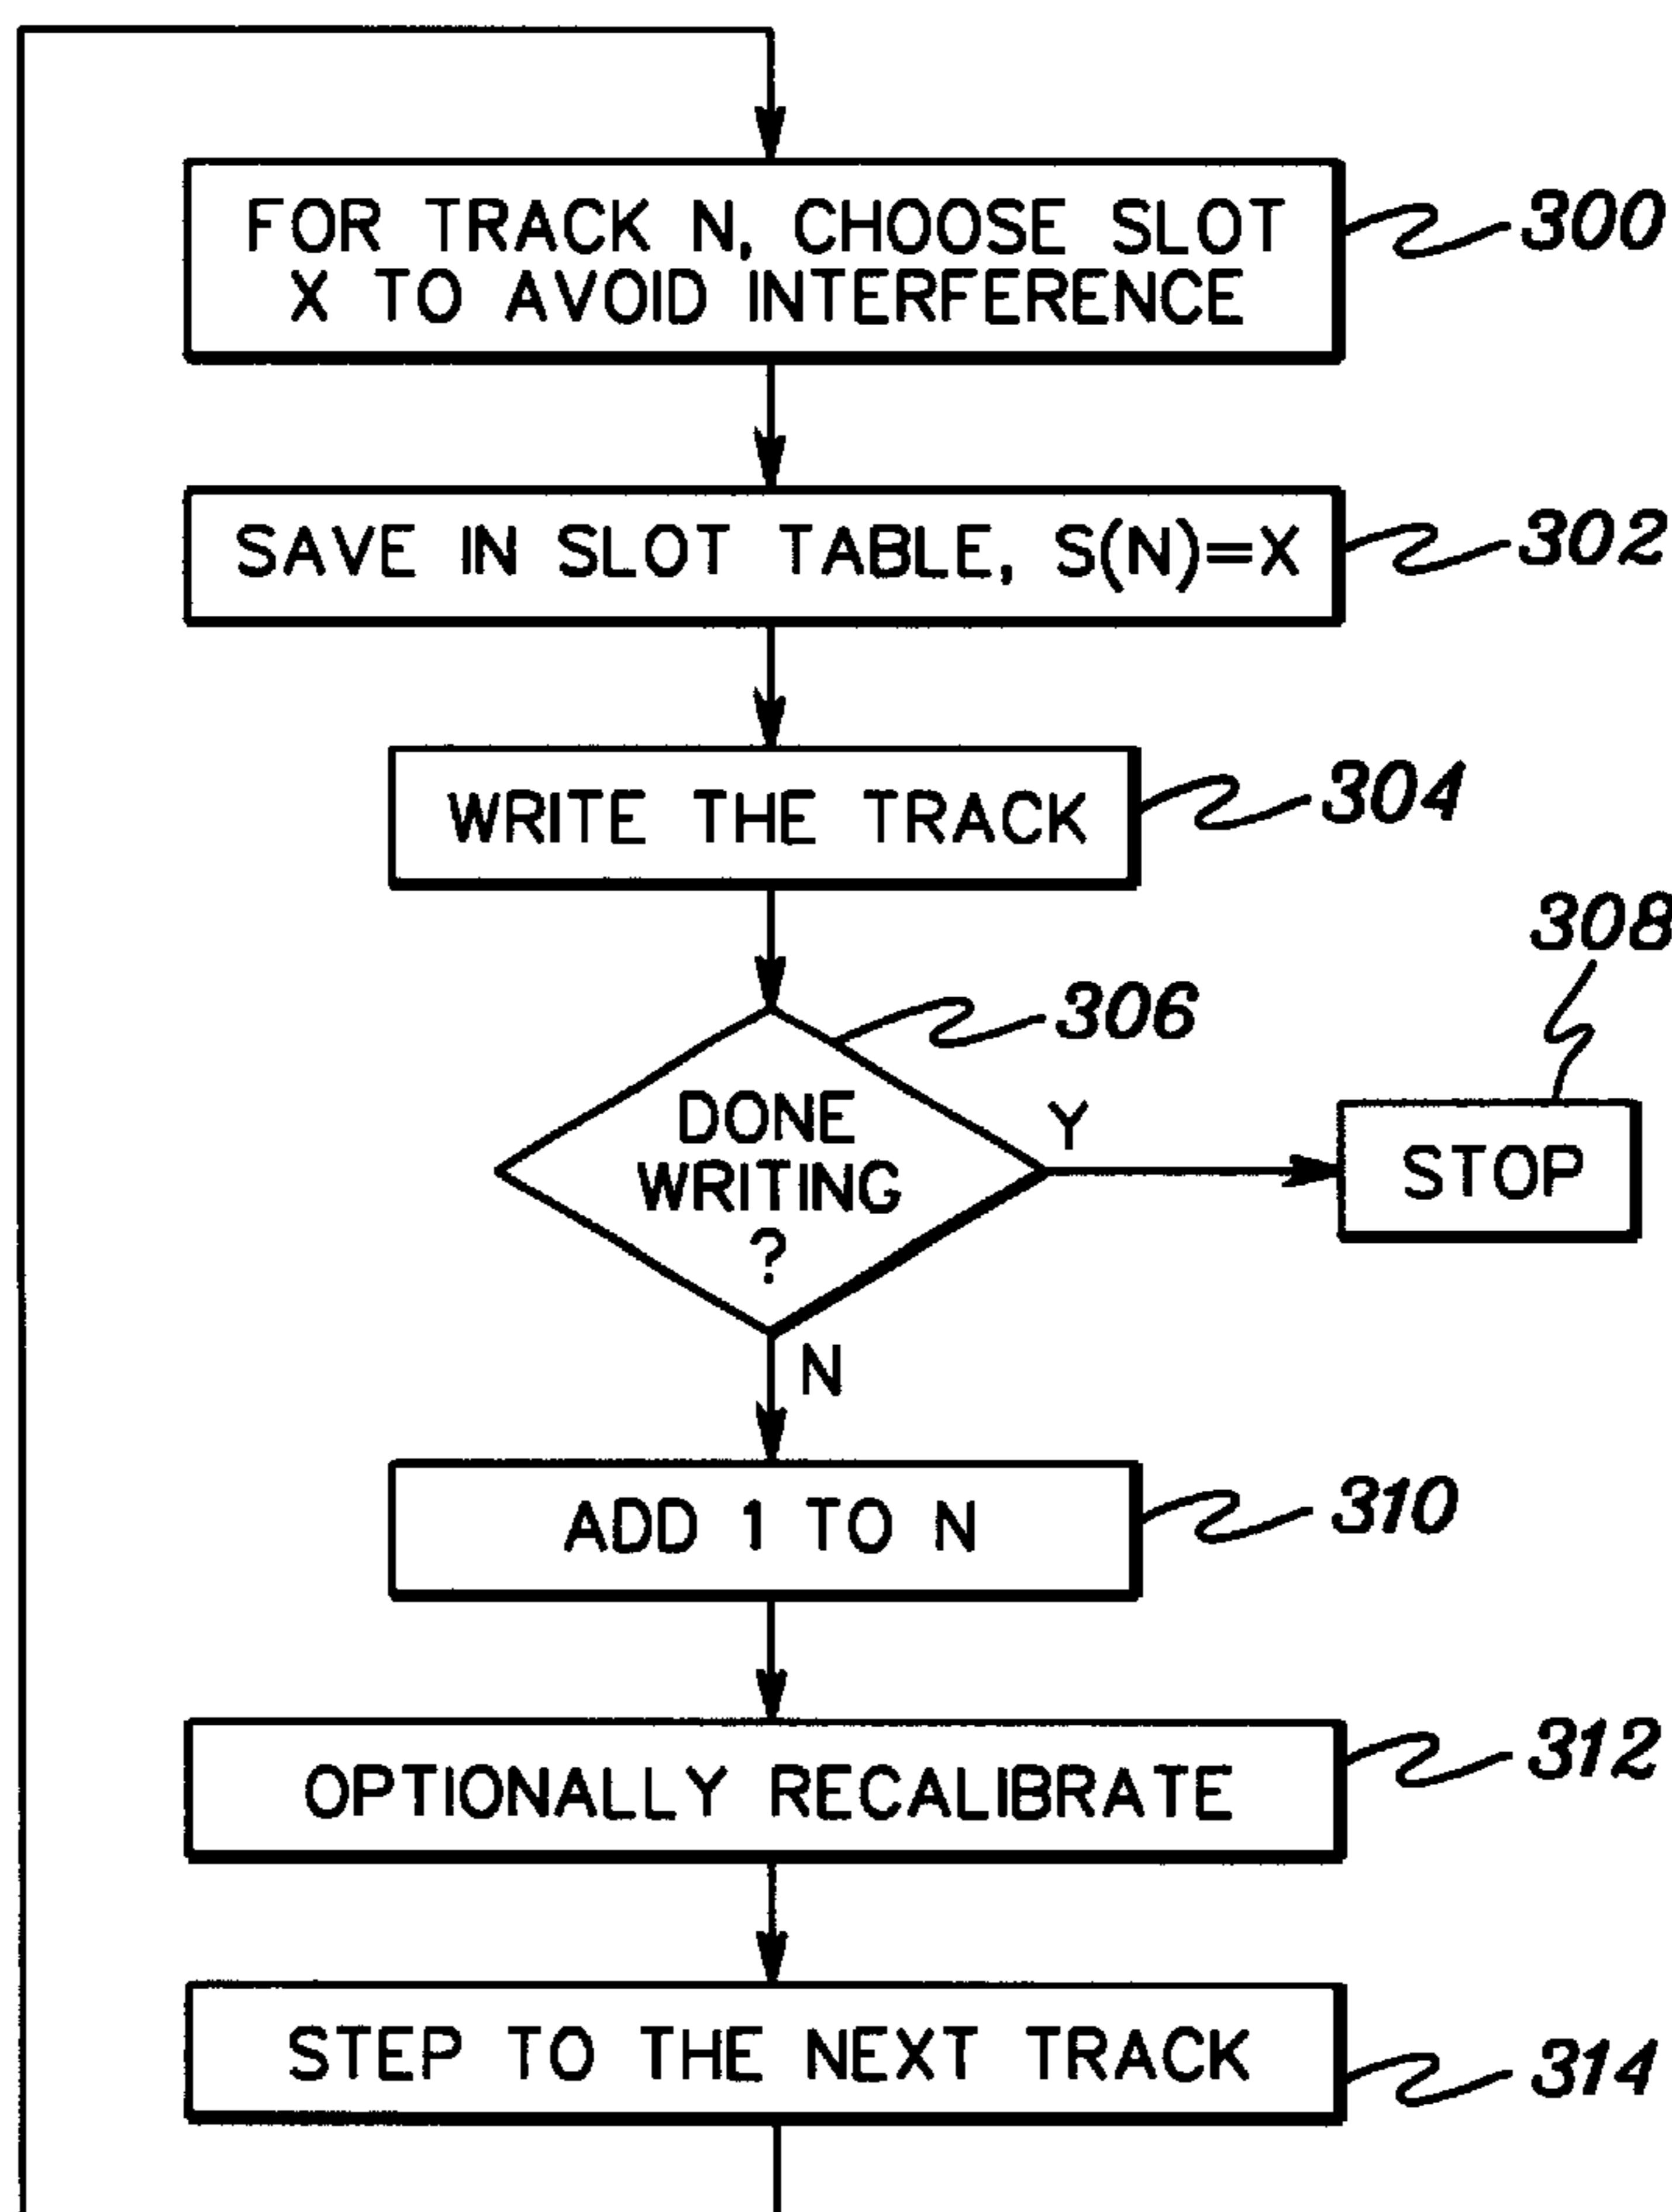 FOR TRACK N, CHOOSE SLOT
X TO AVOID INTERFERENCE
300
SAVE IN SLOT TABLE, S(N)=X
302
WRITE THE TRACK
304
308
306
DONE
WRITING
?
Y
STOP
N
ADD 1 TO N
310
OPTIONALLY RECALIBRATE
312
STEP TO THE NEXT TRACK
314